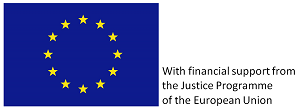 With financial support from
the Justice Programme
of the European Union